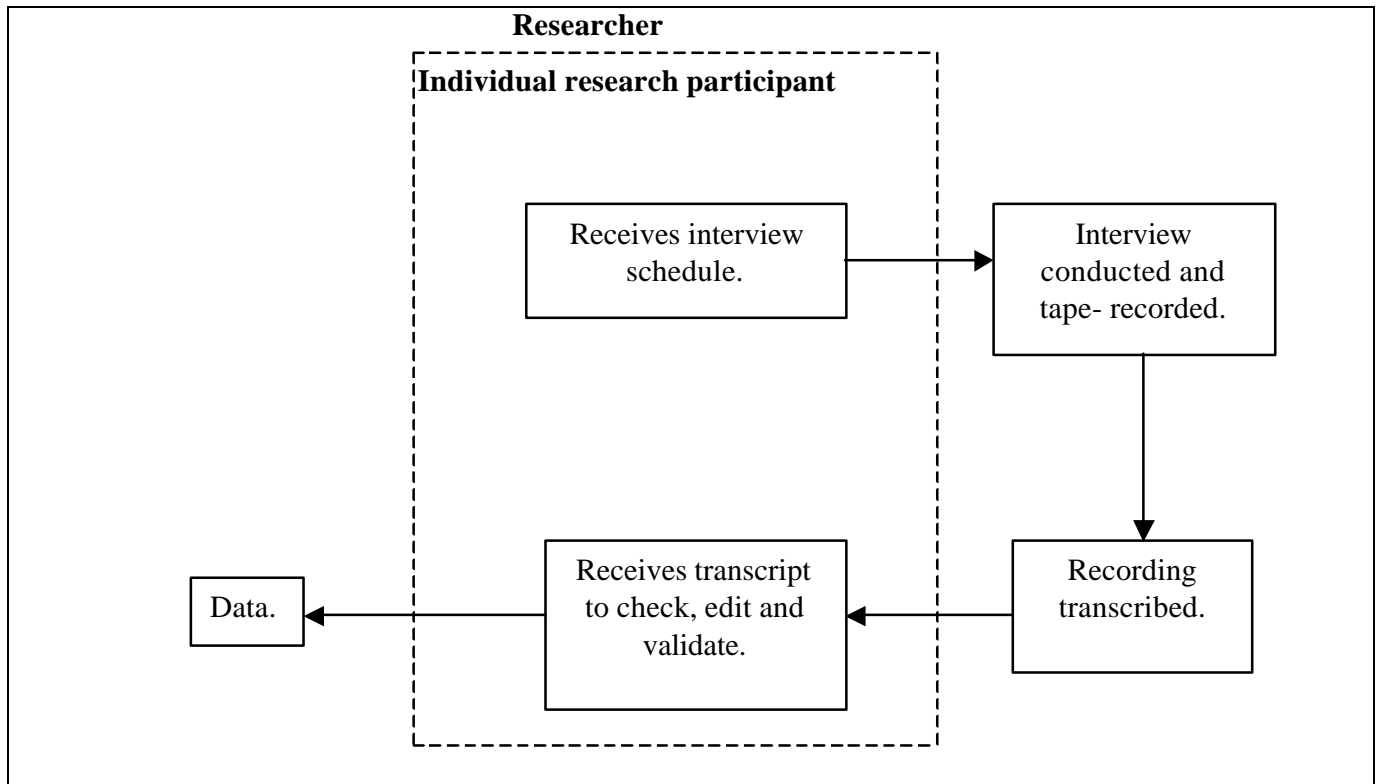 Researcher
Individual research participant
Receives interview
schedule.
Interview
conducted and
tape- recorded.
Recording
transcribed.
Receives transcript
to check, edit and
validate.
Data.